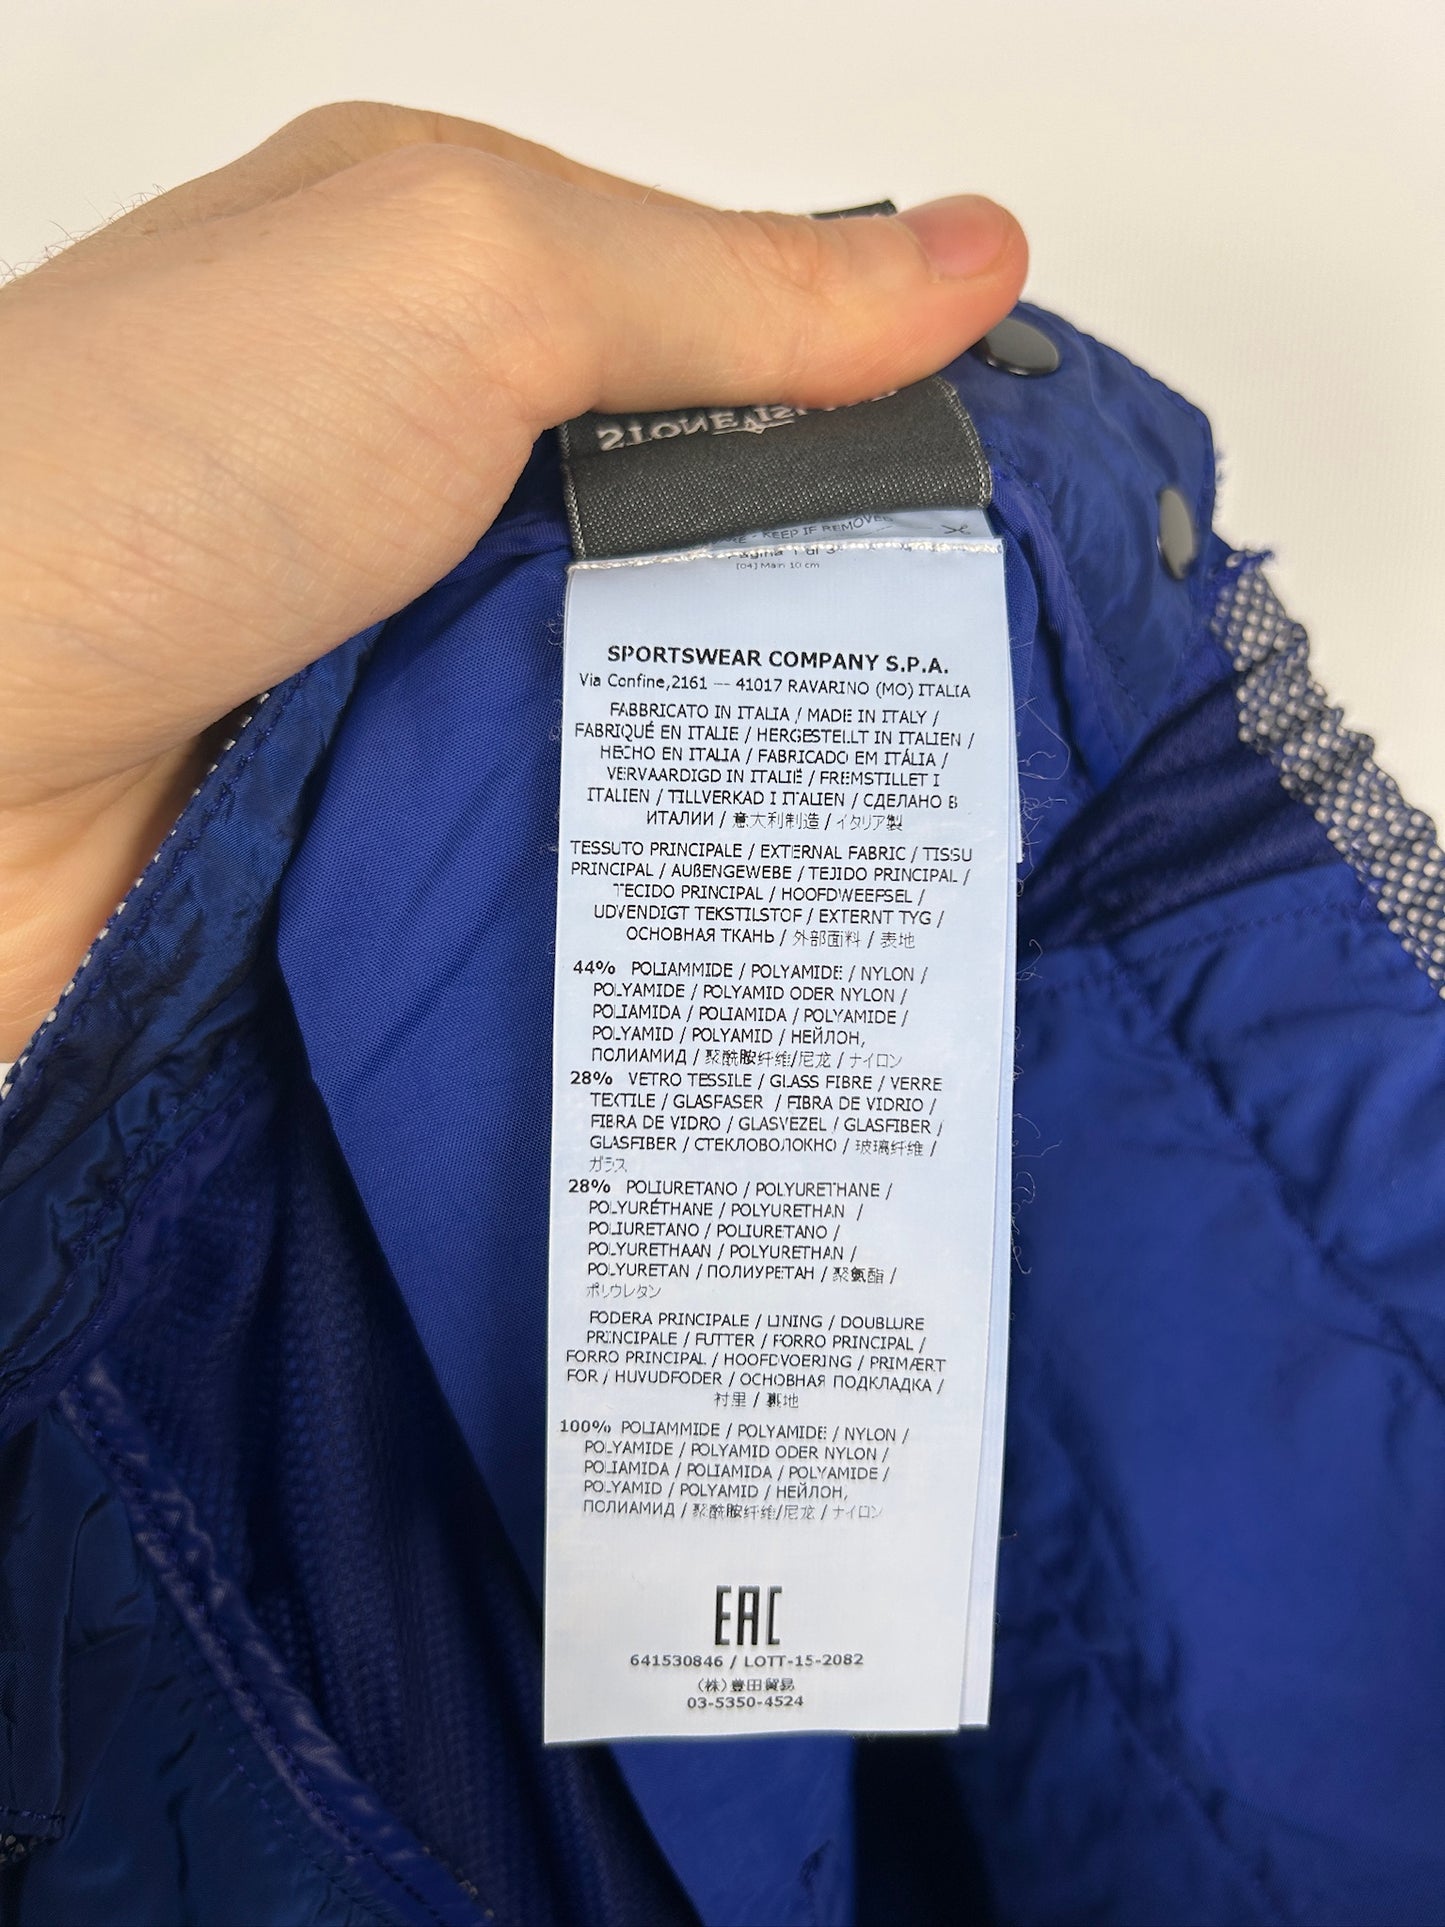 STONE ISLAND
KEEP IF REMOVED
[04] Main 10 cm
SPORTSWEAR COMPANY S.P.A.
Via Confine,2161 — 41017 RAVARINO (MO) ITALIA
FABBRICATO IN ITALIA / MADE IN ITALY /
FABRIQUÉ EN ITALIE / HERGESTELLT IN ITALIEN /
HECHO EN ITALIA / FABRICADO EM ITÁLIA /
VERVAARDIGD IN ITALIË / FREMSTILLET I
ITALIEN / TILLVERKAD I ITALIEN / СДЕЛАНО В
ИТАЛИИ / 意大利制造 / イタリア製
TESSUTO PRINCIPALE / EXTERNAL FABRIC / TISSU
PRINCIPAL / AUßENGEWEBE / TEJIDO PRINCIPAL /
TECIDO PRINCIPAL / HOOFDWEEFSEL /
UDVENDIGT TEKSTILSTOF / EXTERNT TYG /
ОСНОВНАЯ ТКАНЬ / 外部面料 / 表地
44% POLIAMMIDE / POLYAMIDE / NYLON /
POLYAMIDE / POLYAMID ODER NYLON /
POLIAMIDA / POLIAMIDA / POLYAMIDE /
POLYAMID / POLYAMID / НЕЙЛОН,
ПОЛИАМИД / 聚酰胺纤维/尼龙 / ナイロン
28% VETRO TESSILE / GLASS FIBRE / VERRE
TEXTILE / GLASFASER / FIBRA DE VIDRIO /
FIBRA DE VIDRO / GLASVEZEL / GLASFIBER /
GLASFIBER / СТЕКЛОВОЛОКНО / 玻璃纤维 /
ガラス
28% POLIURETANO / POLYURETHANE /
POLYURÉTHANE / POLYURETHAN /
POLIURETANO / POLIURETANO /
POLYURETHAAN / POLYURETHAN /
POLYURETAN / ПОЛИУРЕТАН / 聚氨酯 /
ポリウレタン
FODERA PRINCIPALE / LINING / DOUBLURE
PRINCIPALE / FUTTER / FORRO PRINCIPAL /
FORRO PRINCIPAL / HOOFDVOERING / PRIMÆRT
FOR / HUVUDFODER / ОСНОВНАЯ ПОДКЛАДКА /
衬里 / 裏地
100% POLIAMMIDE / POLYAMIDE / NYLON /
POLYAMIDE / POLYAMID ODER NYLON /
POLIAMIDA / POLIAMIDA / POLYAMIDE /
POLYAMID / POLYAMID / НЕЙЛОН,
ПОЛИАМИД / 聚酰胺纤维/尼龙 / ナイロン
EAC
641530846 / LOTT-15-2082
(株)豊田貿易
03-5350-4524